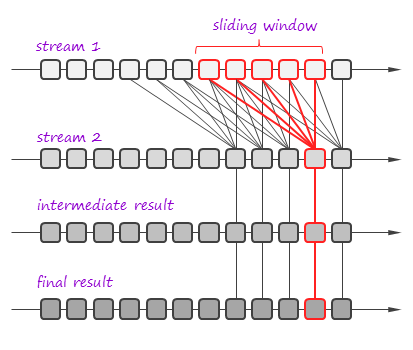 sliding window
stream 1
stream 2
intermediate result
final result